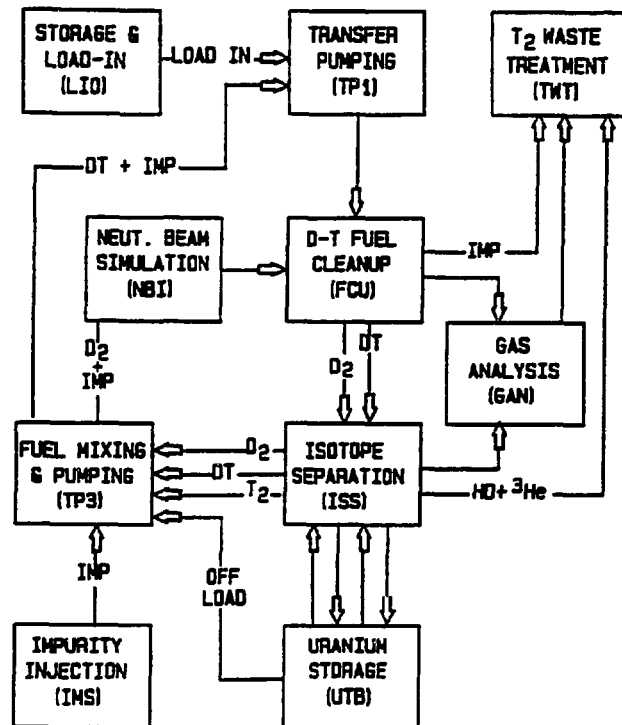 STORAGE &
LOAD-IN
(LIO)
LOAD IN
TRANSFER
PUMPING
(TP1)
T2 WASTE
TREATMENT
(TWT)
DT + IMP
NEUT. BEAM
SIMULATION
(NBI)
D-T FUEL
CLEANUP
(FCU)
IMP
D2
+
IMP
D2
DT
GAS
ANALYSIS
(GAN)
FUEL MIXING
& PUMPING
(TP3)
D2
DT
T2
ISOTOPE
SEPARATION
(ISS)
HD+ ³He
IMP
OFF
LOAD
IMPURITY
INJECTION
(IMS)
URANIUM
STORAGE
(UTB)